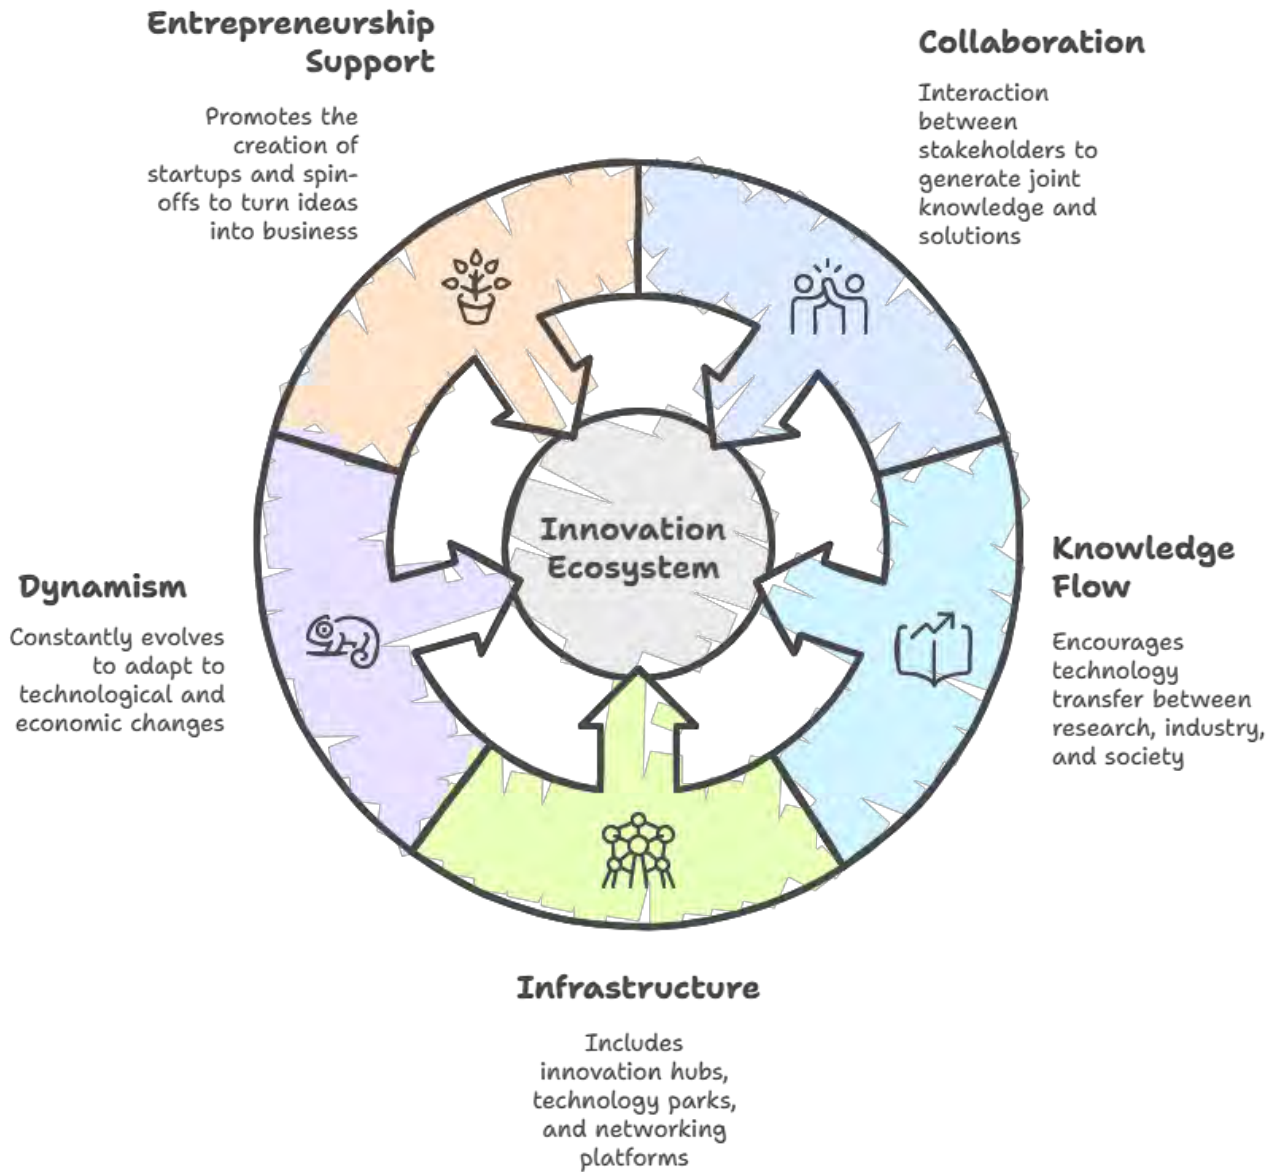 Entrepreneurship
Support
Promotes the
creation of
startups and spin-
offs to turn ideas
into business
Collaboration
Interaction
between
stakeholders to
generate joint
knowledge and
solutions
Innovation
Ecosystem
Knowledge
Flow
Encourages
technology
transfer between
research, industry,
and society
Dynamism
Constantly evolves
to adapt to
technological and
economic changes
Infrastructure
Includes
innovation hubs,
technology parks,
and networking
platforms